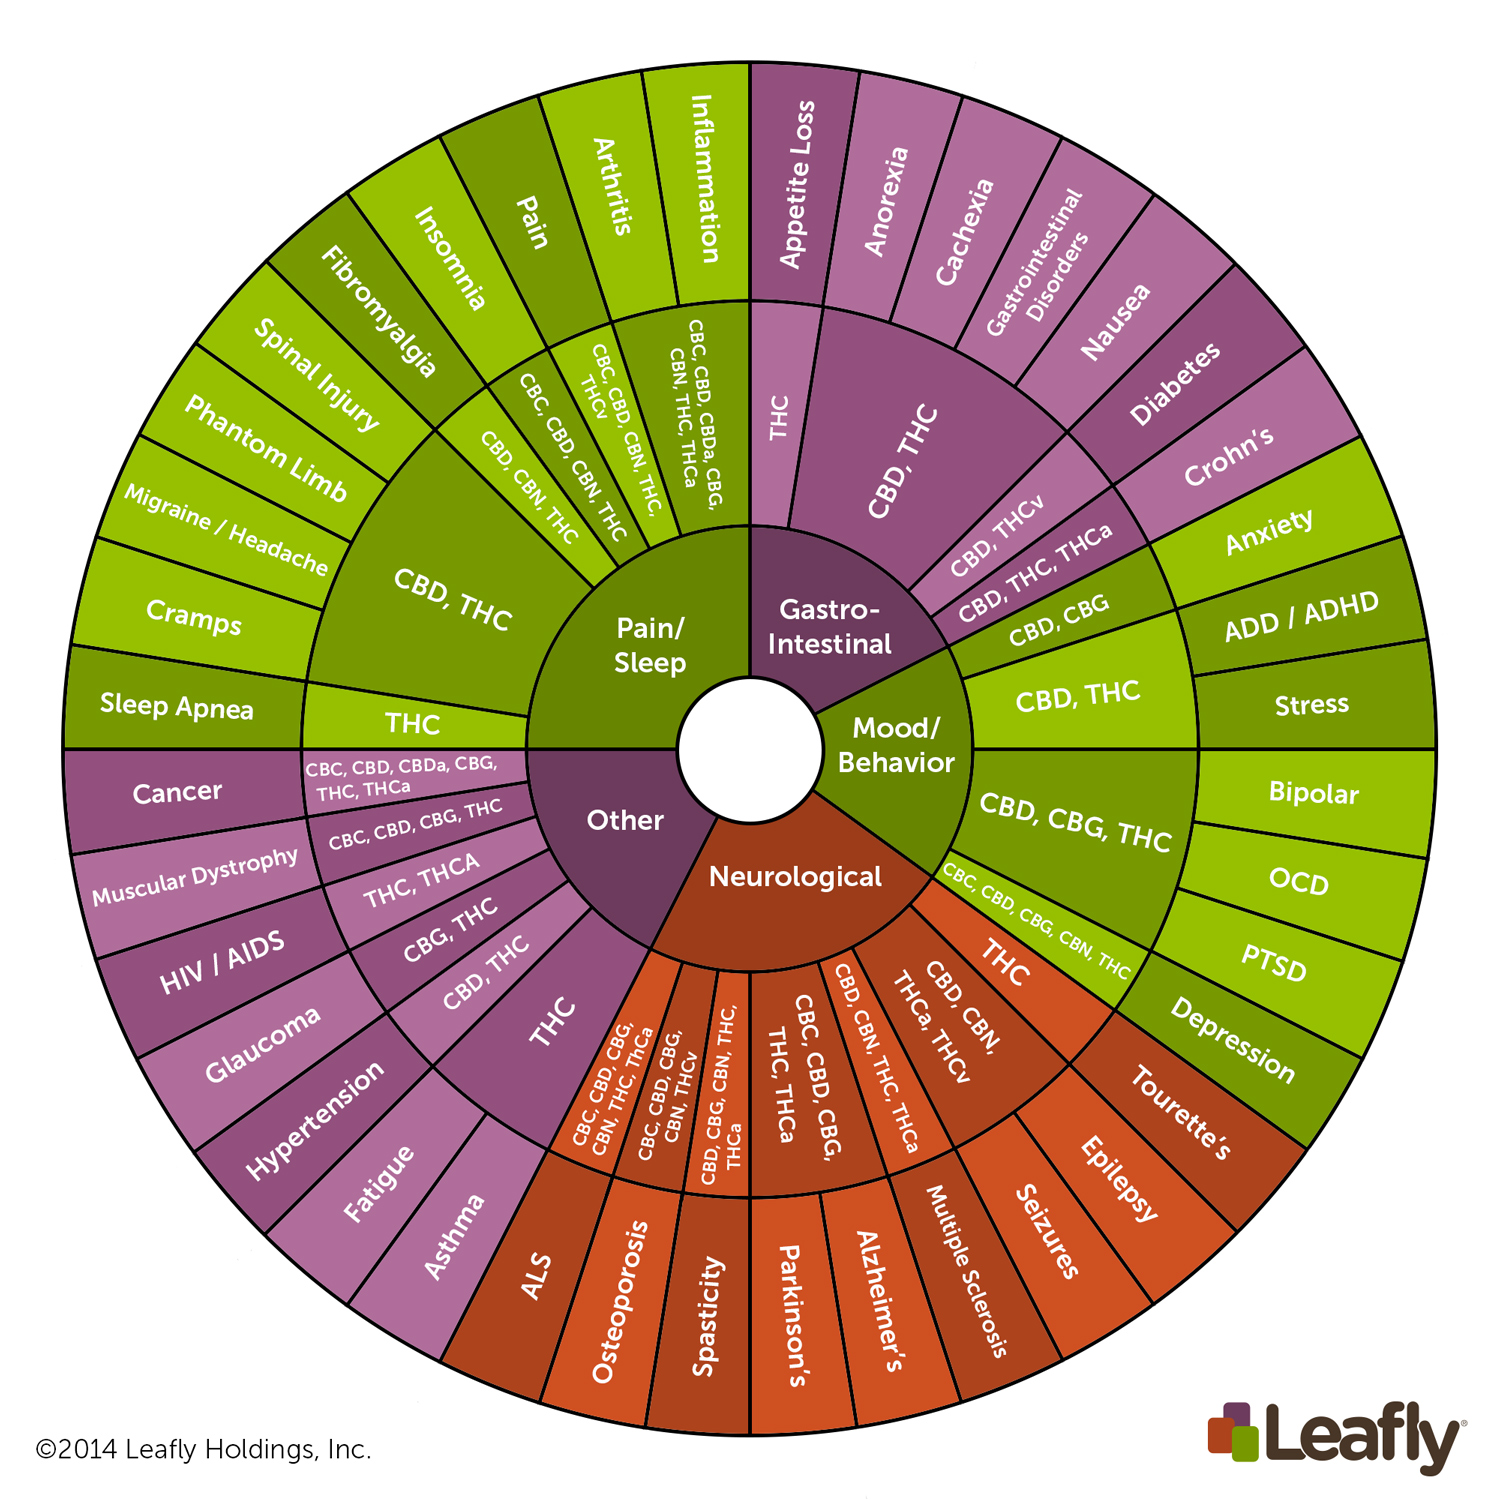 Gastro-
Intestinal
THC
Appetite Loss
CBD, THC
Anorexia
Cachexia
Gastrointestinal
Disorders
Nausea
CBD, THCv
Diabetes
CBD, THC, THCa
Crohn’s
Mood/
Behavior
CBD, CBG
Anxiety
CBD, THC
ADD / ADHD
Stress
CBD, CBG, THC
Bipolar
OCD
PTSD
CBC, CBD, CBG, CBN, THC
Depression
Neurological
THC
Tourette’s
CBD, CBN,
THCa, THCv
Epilepsy
Seizures
CBD, CBN, THC, THCa
Multiple Sclerosis
CBC, CBD, CBG,
THC, THCa
Alzheimer’s
Parkinson’s
CBD, CBG, CBN, THC,
THCa
Spasticity
CBC, CBD, CBG,
CBN, THCv
Osteoporosis
CBC, CBD, CBG,
CBN, THC, ThCa
ALS
Other
THC
Asthma
Fatigue
CBD, THC
Hypertension
CBG, THC
Glaucoma
THC, THCA
HIV / AIDS
CBC, CBD, CBG, THC
Muscular Dystrophy
CBC, CBD, CBDa, CBG,
THC, THCa
Cancer
Pain/
Sleep
THC
Sleep Apnea
CBD, THC
Cramps
Migraine / Headache
Phantom Limb
Spinal Injury
CBD, CBN, THC
Fibromyalgia
CBC, CBD, CBN, THC
Insomnia
CBC, CBD, CBN, THC,
THCv
Pain
CBC, CBD, CBDa, CBG,
CBN, THC, THCa
Arthritis
Inflammation
©2014 Leafly Holdings, Inc.
Leafly®